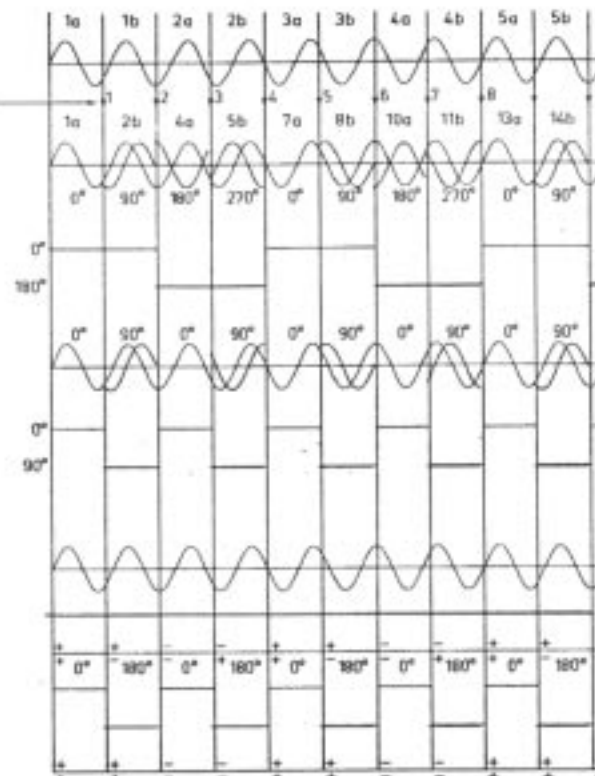 1a 1b 2a 2b 3a 3b 4a 4b 5a 5b
1 2 3 4 5 6 7 8
1a 2b 4a 5b 7a 8b 10a 11b 13a 14b
0° 90° 180° 270° 0° 90° 180° 270° 0° 90°
0°
180°
0° 90° 0° 90° 0° 90° 0° 90° 0° 90°
0°
90°
+ + − − + + − − + +
+ 0° − 180° − 0° + 180° + 0° − 180° − 0° + 180° + 0° − 180°
+ + − − + + − − + +